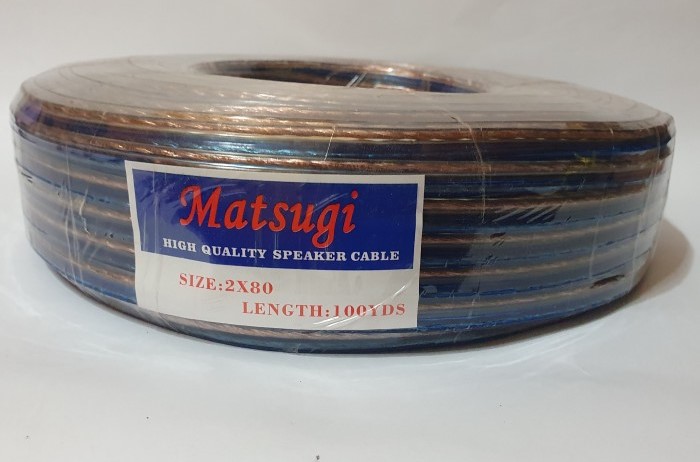 Matsugi
HIGH QUALITY SPEAKER CABLE
SIZE:2X80
LENGTH:100YDS